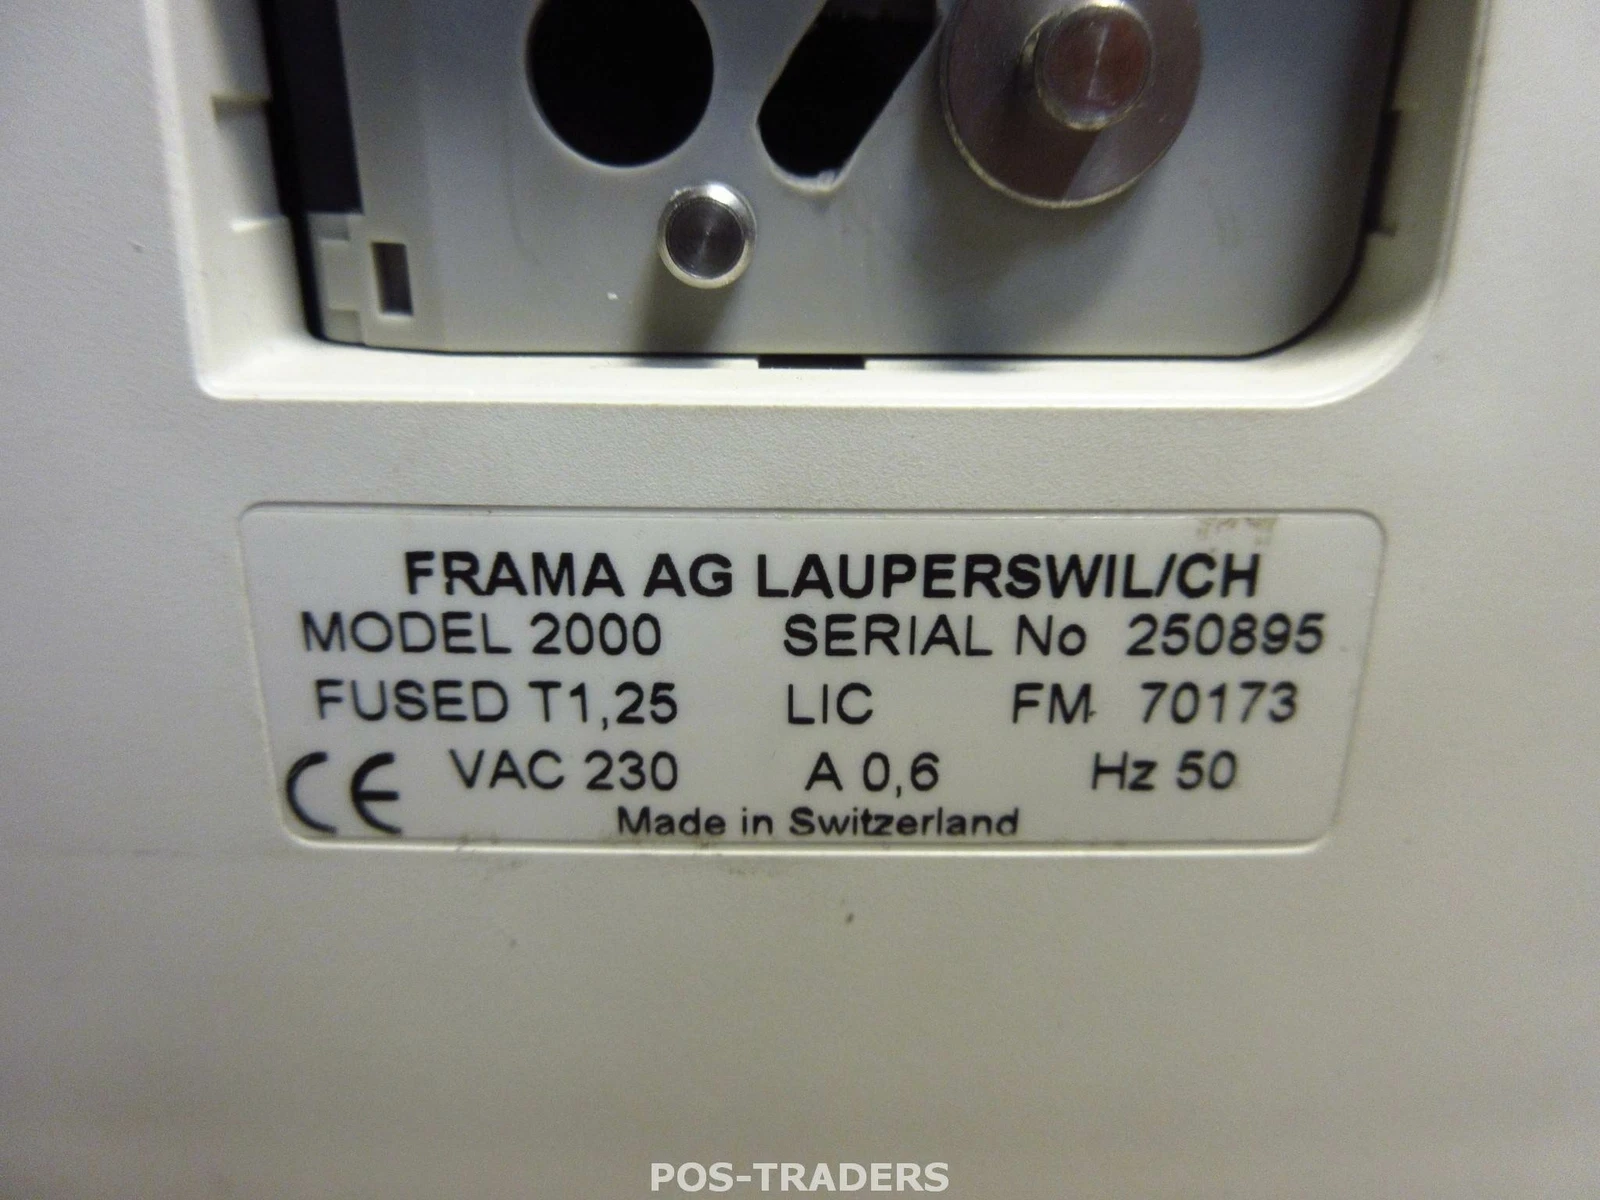 FRAMA AG LAUPERSWIL/CH
MODEL 2000 SERIAL No 250895
FUSED T1,25 LIC FM 70173
CE VAC 230 A 0,6 Hz 50
Made in Switzerland
POS-TRADERS